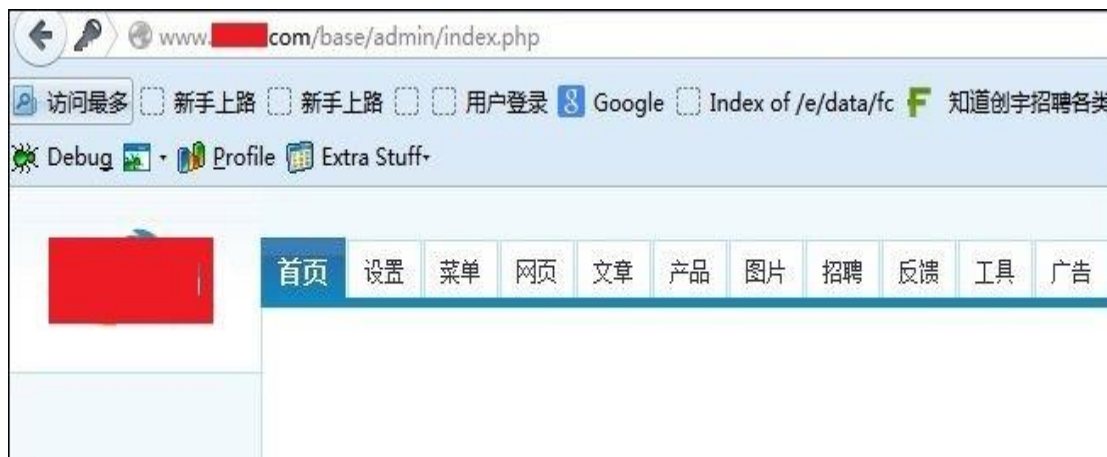 www. com/base/admin/index.php
访问最多 新手上路 新手上路 用户登录 Google Index of /e/data/fc 知道创宇招聘各类
Debug Profile Extra Stuff
首页 设置 菜单 网页 文章 产品 图片 招聘 反馈 工具 广告